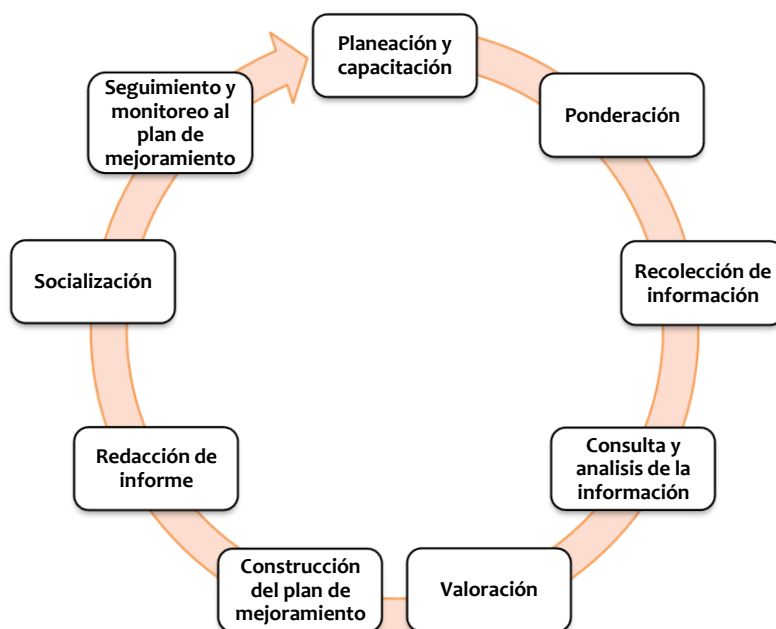 Planeación y
capacitación
Ponderación
Recolección de
información
Consulta y
analisis de la
información
Valoración
Construcción
del plan de
mejoramiento
Redacción de
informe
Socialización
Seguimiento y
monitoreo al
plan de
mejoramiento